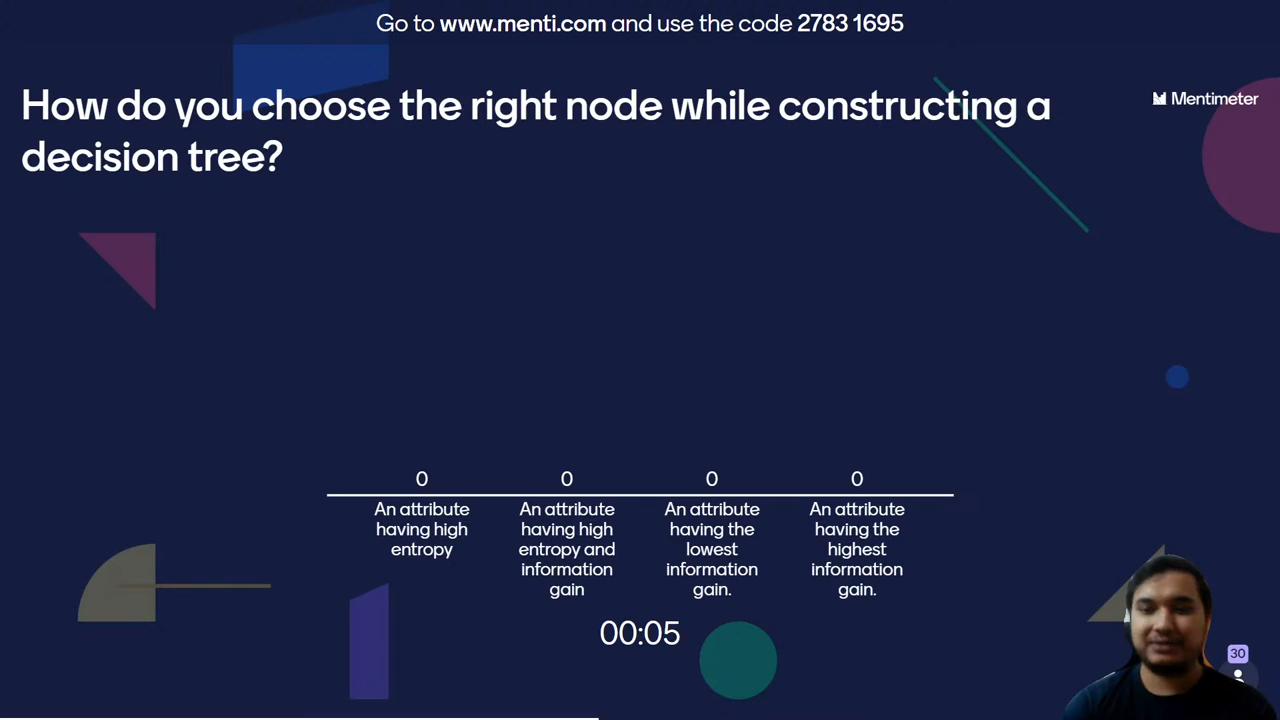 Go to www.menti.com and use the code 2783 1695
How do you choose the right node while constructing a
decision tree?
Mentimeter
0
0
0
0
An attribute
having high
entropy
An attribute
having high
entropy and
information
gain
An attribute
having the
lowest
information
gain.
An attribute
having the
highest
information
gain.
00:05
30